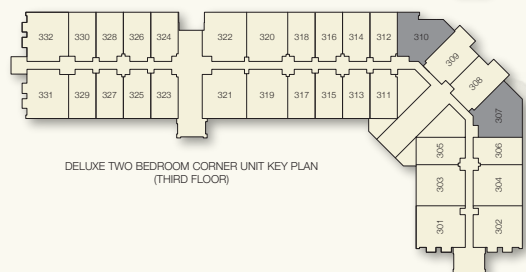 332 330 328 326 324 322 320 318 316 314 312 310
309
308
307
331 329 327 325 323 321 319 317 315 313 311
305 306
303 304
301 302
DELUXE TWO BEDROOM CORNER UNIT KEY PLAN
(THIRD FLOOR)